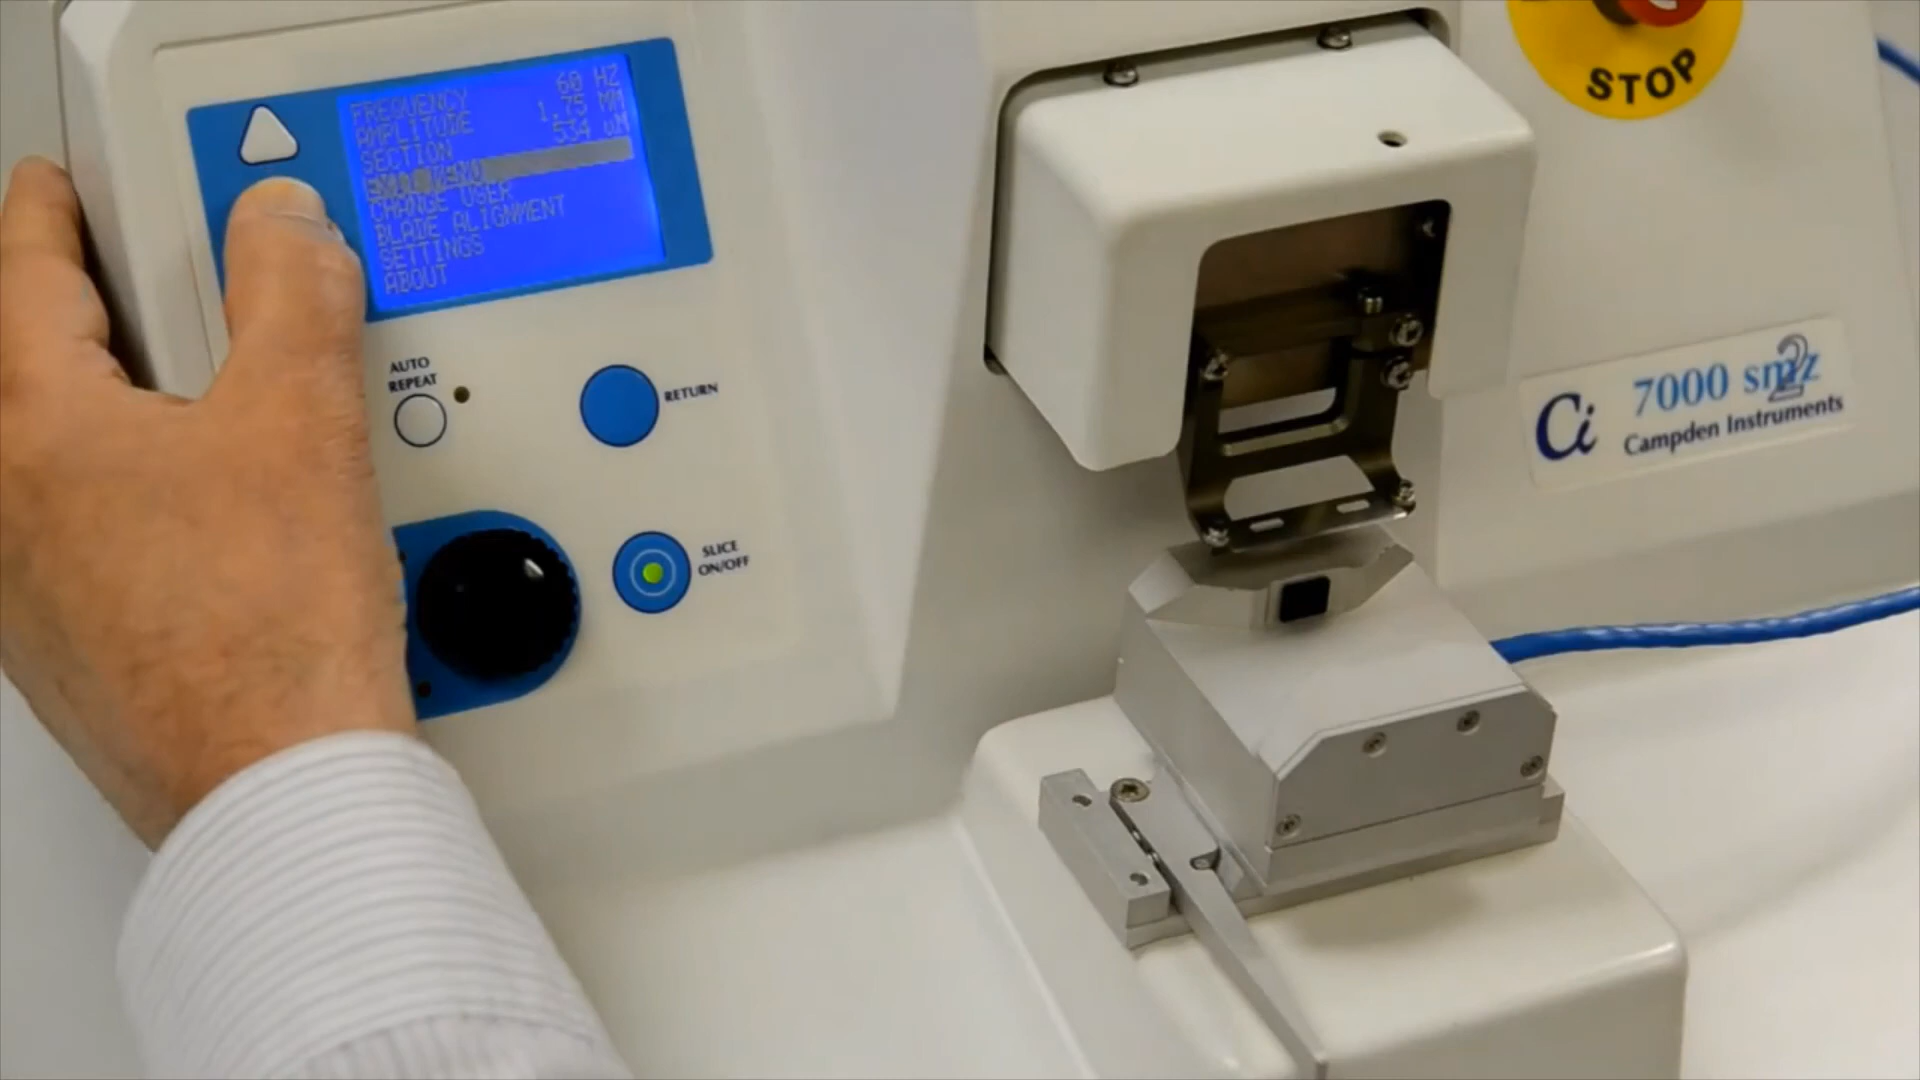 FREQUENCY 60 HZ
AMPLITUDE 1.75 MM
SECTION 534 uM
CHANGE USER
BLADE ALIGNMENT
SETTINGS
ABOUT
AUTO
REPEAT
RETURN
SLICE
ON/OFF
STOP
Ci
7000 smz
2
Campden Instruments